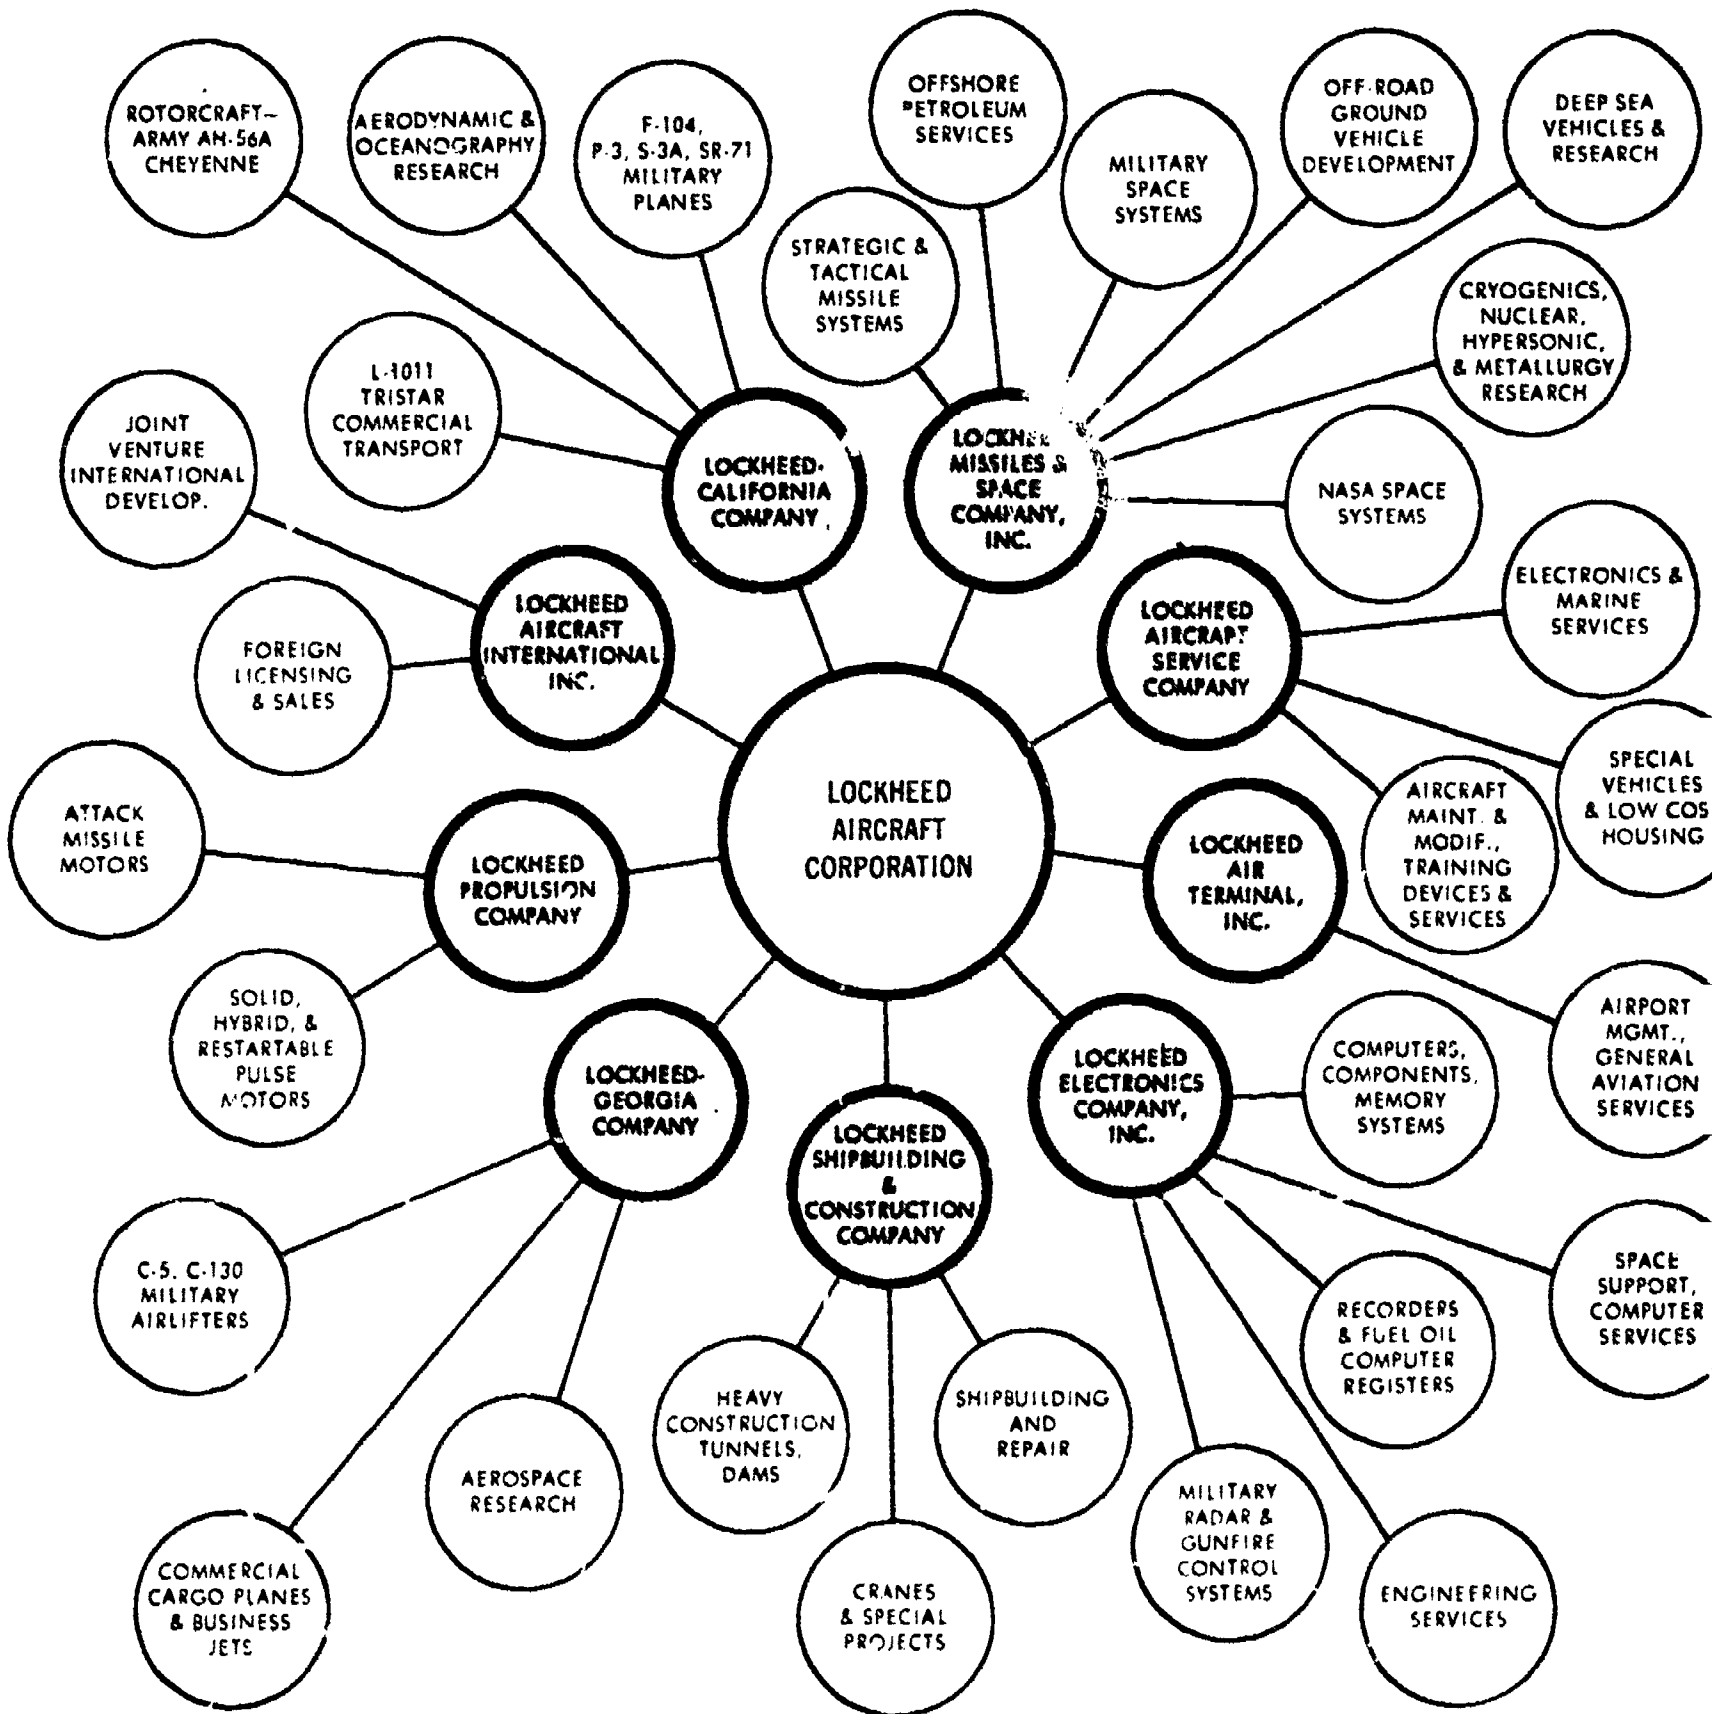 ROTORCRAFT-
ARMY AH-56A
CHEYENNE
AERODYNAMIC &
OCEANOGRAPHY
RESEARCH
F-104,
P-3, S-3A, SR-71
MILITARY
PLANES
OFFSHORE
PETROLEUM
SERVICES
MILITARY
SPACE
SYSTEMS
OFF-ROAD
GROUND
VEHICLE
DEVELOPMENT
DEEP SEA
VEHICLES &
RESEARCH
STRATEGIC &
TACTICAL
MISSILE
SYSTEMS
CRYOGENICS,
NUCLEAR,
HYPERSONIC,
& METALLURGY
RESEARCH
L-1011
TRISTAR
COMMERCIAL
TRANSPORT
JOINT
VENTURE
INTERNATIONAL
DEVELOP.
LOCKHEED-
CALIFORNIA
COMPANY
LOCKHEE
MISSILES &
SPACE
COMPANY,
INC.
NASA SPACE
SYSTEMS
ELECTRONICS &
MARINE
SERVICES
LOCKHEED
AIRCRAFT
INTERNATIONAL
INC.
LOCKHEED
AIRCRAFT
SERVICE
COMPANY
FOREIGN
LICENSING
& SALES
SPECIAL
VEHICLES
& LOW COS
HOUSING
AIRCRAFT
MAINT. &
MODIF.,
TRAINING
DEVICES &
SERVICES
LOCKHEED
AIRCRAFT
CORPORATION
ATTACK
MISSILE
MOTORS
LOCKHEED
PROPULSION
COMPANY
LOCKHEED
AIR
TERMINAL,
INC.
SOLID,
HYBRID, &
RESTARTABLE
PULSE
MOTORS
AIRPORT
MGMT.,
GENERAL
AVIATION
SERVICES
LOCKHEED-
GEORGIA
COMPANY
LOCKHEED
SHIPBUILDING
&
CONSTRUCTION
COMPANY
LOCKHEED
ELECTRONICS
COMPANY,
INC.
COMPUTERS,
COMPONENTS,
MEMORY
SYSTEMS
C-5, C-130
MILITARY
AIRLIFTERS
SPACE
SUPPORT,
COMPUTER
SERVICES
RECORDERS
& FUEL OIL
COMPUTER
REGISTERS
HEAVY
CONSTRUCTION
TUNNELS,
DAMS
SHIPBUILDING
AND
REPAIR
AEROSPACE
RESEARCH
MILITARY
RADAR &
GUNFIRE
CONTROL
SYSTEMS
COMMERCIAL
CARGO PLANES
& BUSINESS
JETS
CRANES
& SPECIAL
PROJECTS
ENGINEERING
SERVICES